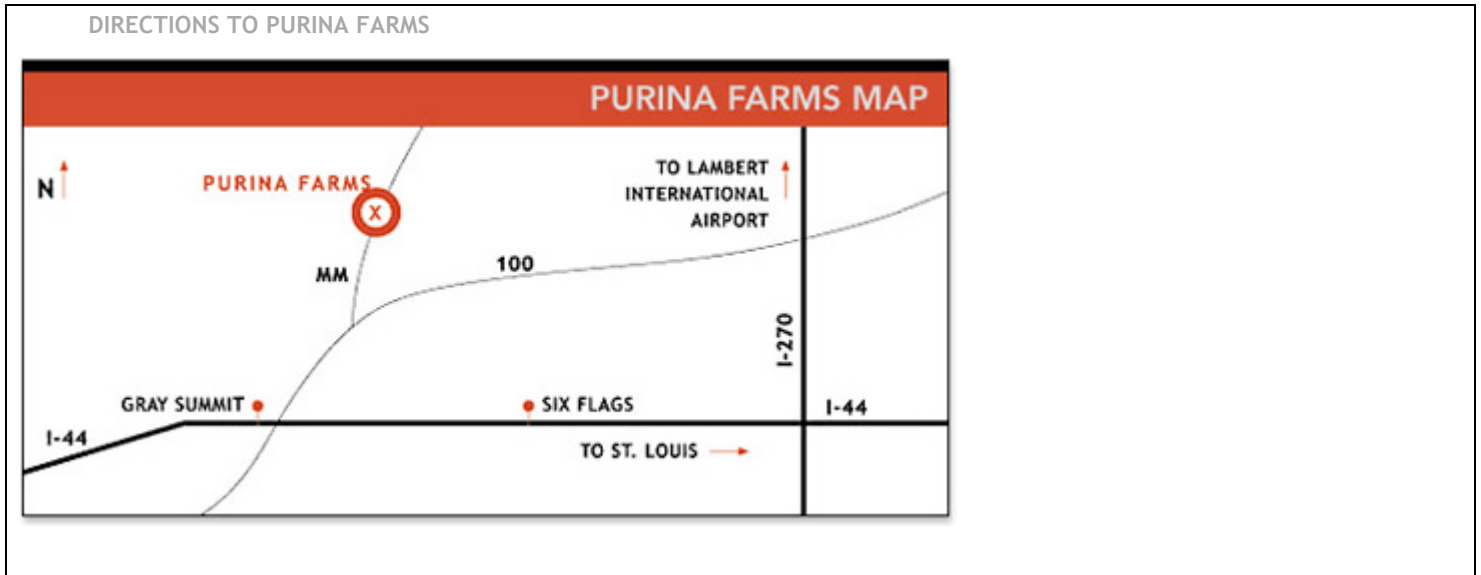 DIRECTIONS TO PURINA FARMS
PURINA FARMS MAP
N
PURINA FARMS
X
TO LAMBERT
INTERNATIONAL
AIRPORT
MM
100
I-270
GRAY SUMMIT
SIX FLAGS
I-44
I-44
TO ST. LOUIS